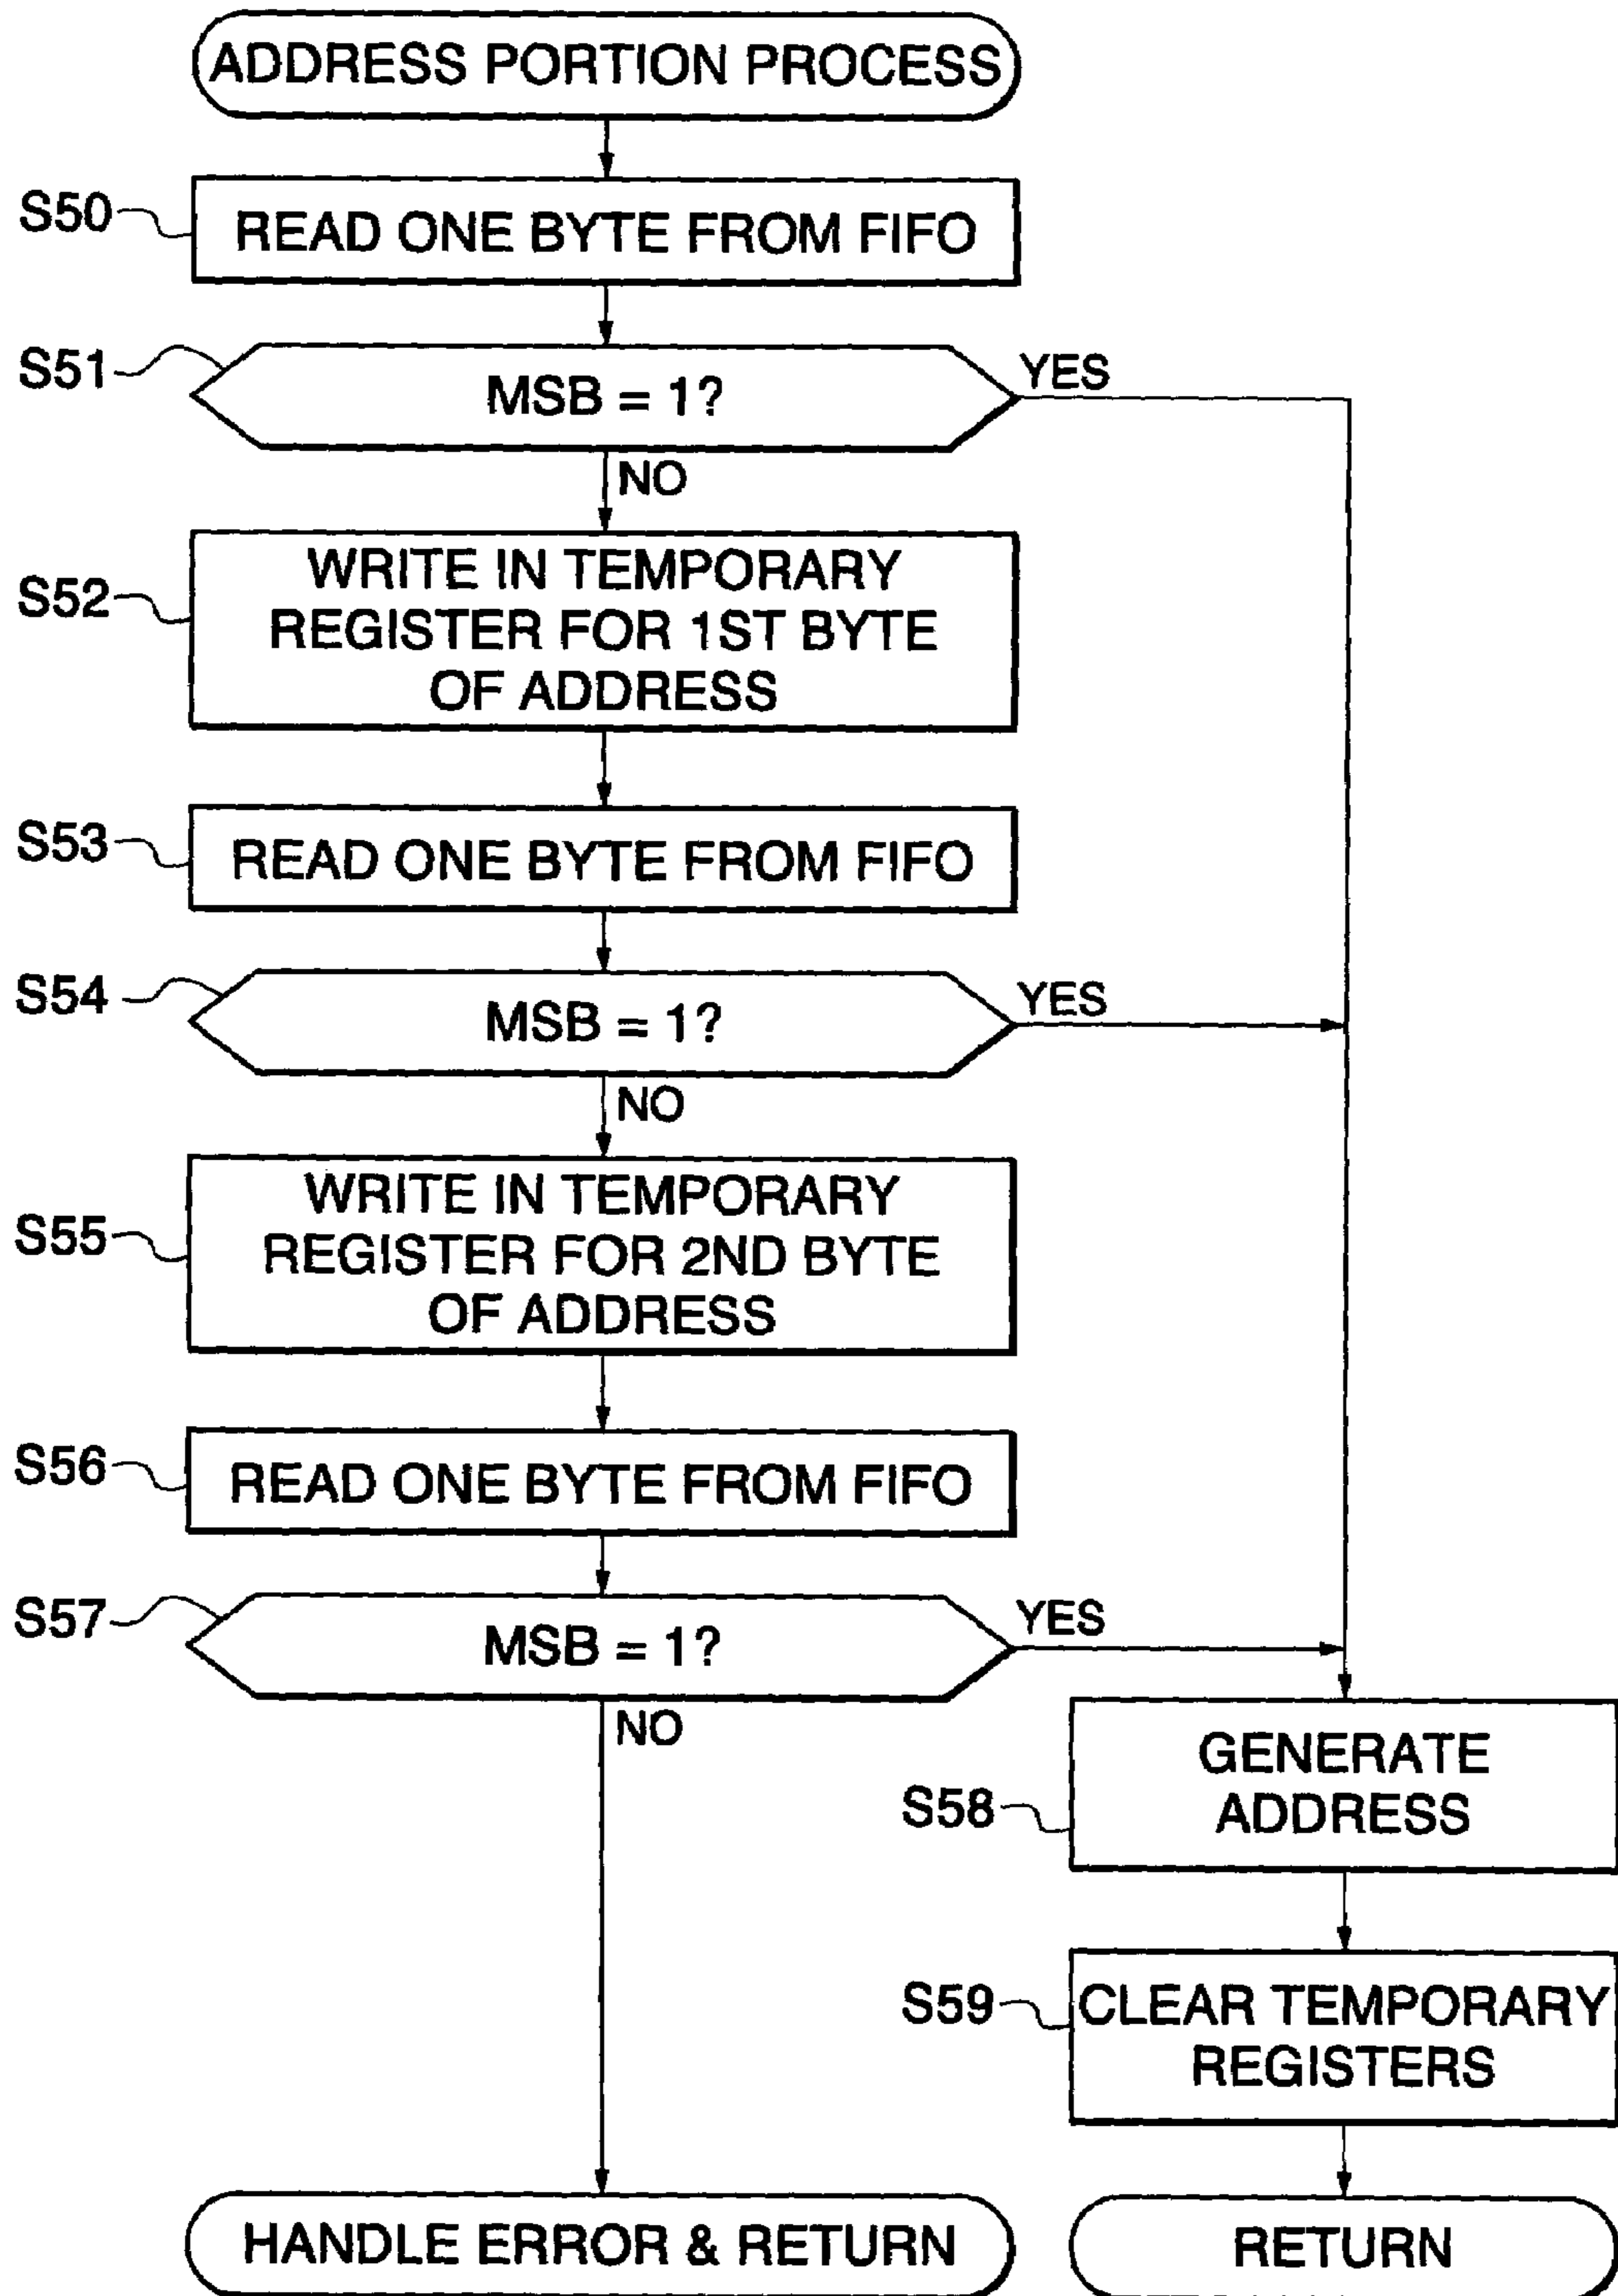 ADDRESS PORTION PROCESS
S50
READ ONE BYTE FROM FIFO
S51
MSB = 1?
YES
NO
S52
WRITE IN TEMPORARY
REGISTER FOR 1ST BYTE
OF ADDRESS
S53
READ ONE BYTE FROM FIFO
S54
MSB = 1?
YES
NO
S55
WRITE IN TEMPORARY
REGISTER FOR 2ND BYTE
OF ADDRESS
S56
READ ONE BYTE FROM FIFO
S57
MSB = 1?
YES
NO
S58
GENERATE
ADDRESS
S59
CLEAR TEMPORARY
REGISTERS
HANDLE ERROR & RETURN
RETURN